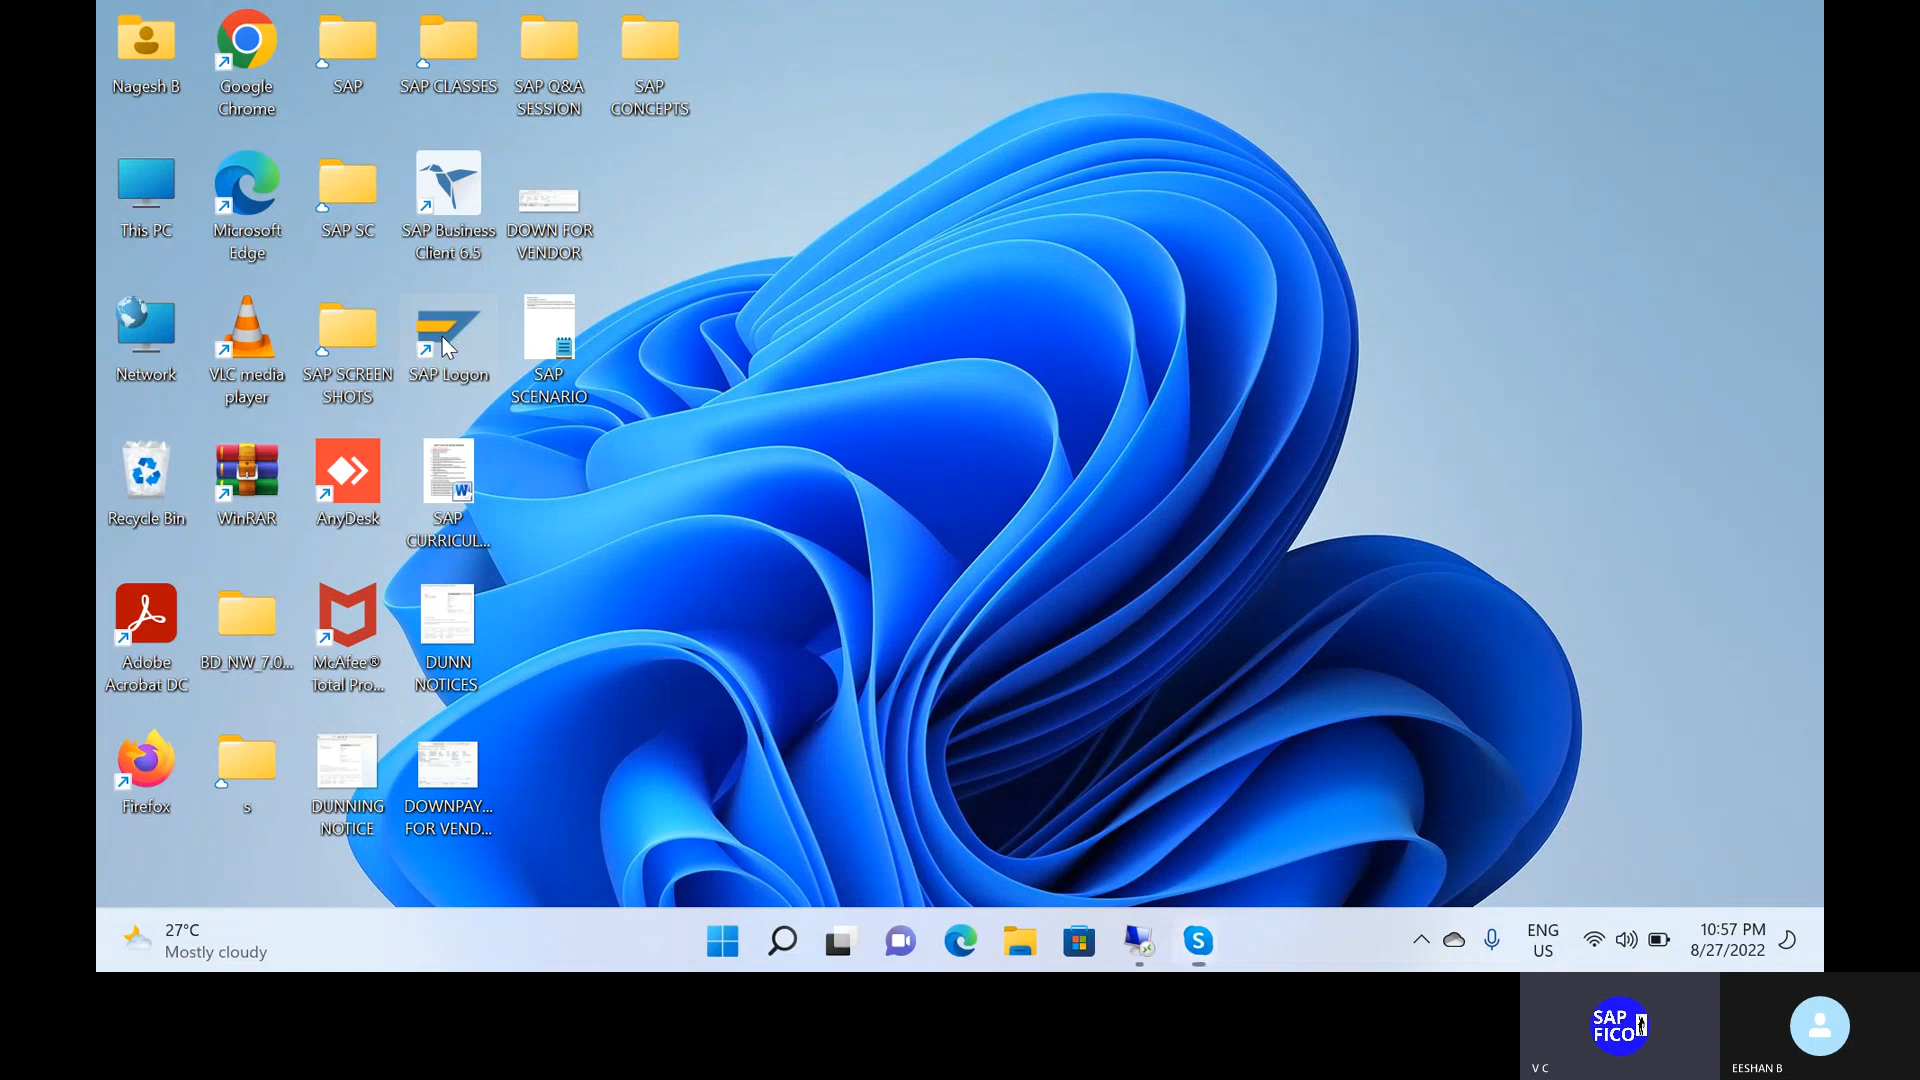 Nagesh B
Google
Chrome
SAP
SAP CLASSES
SAP Q&A
SESSION
SAP
CONCEPTS
This PC
Microsoft
Edge
SAP SC
SAP Business
Client 6.5
DOWN FOR
VENDOR
Network
VLC media
player
SAP SCREEN
SHOTS
SAP Logon
SAP
SCENARIO
Recycle Bin
WinRAR
AnyDesk
SAP
CURRICUL...
Adobe
Acrobat DC
BD_NW_7.0...
McAfee®
Total Pro...
DUNN
NOTICES
Firefox
s
DUNNING
NOTICE
DOWNPAY...
FOR VEND...
27°C
Mostly cloudy
ENG
US
10:57 PM
8/27/2022
SAP
FICO
V C
EESHAN B